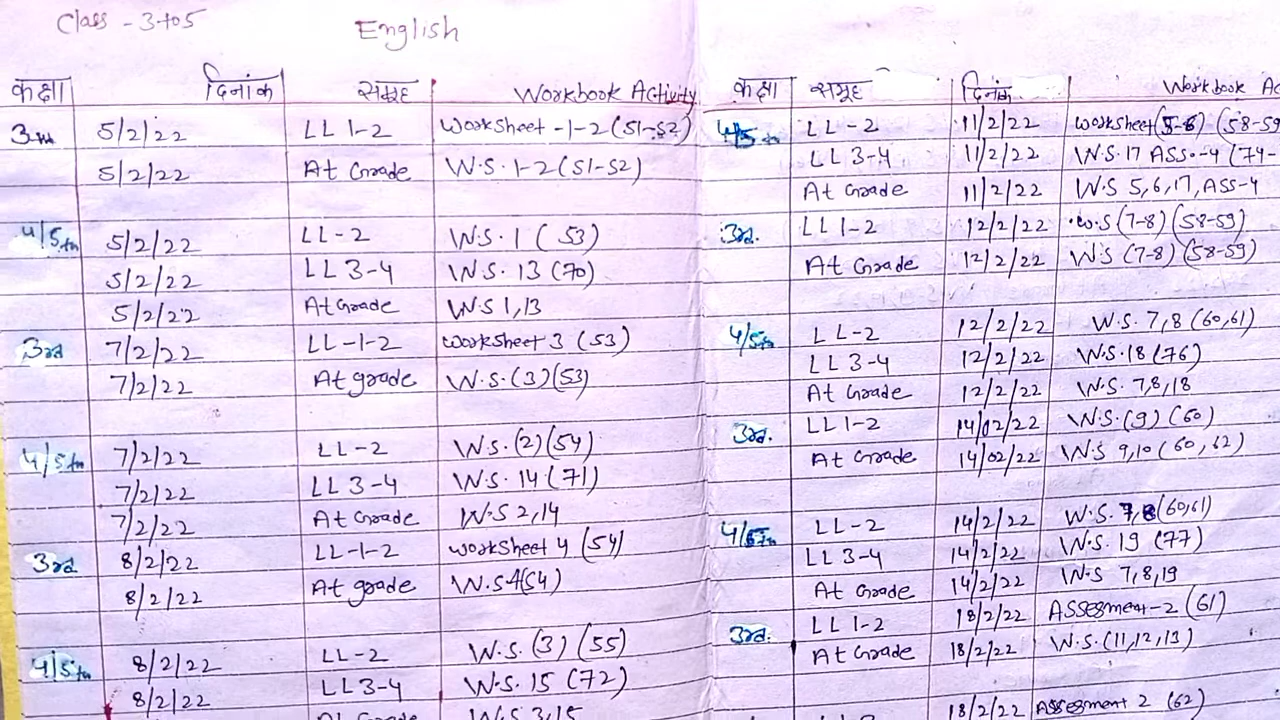 Class - 3 to 5 English
कक्षा दिनांक समूह Workbook Activity
3rd 5/2/22 LL 1-2 Worksheet -1-2 (51-52)
5/2/22 At Grade W.S. 1-2 (51-52)
4/5th 5/2/22 LL-2 W.S. 1 (53)
5/2/22 LL 3-4 W.S. 13 (70)
5/2/22 At Grade W.S 1,13
3rd 7/2/22 LL-1-2 Worksheet 3 (53)
7/2/22 At grade W.S. (3) (53)
4/5th 7/2/22 LL-2 W.S. (2) (54)
7/2/22 LL 3-4 W.S. 14 (71)
7/2/22 At Grade W.S 2,14
3rd 8/2/22 LL-1-2 Worksheet 4 (54)
8/2/22 At grade W.S 4 (54)
4/5th 8/2/22 LL-2 W.S. (3) (55)
8/2/22 LL 3-4 W.S. 15 (72)
At Grade W.S 3,15
कक्षा समूह दिनांक Workbook Ac
4/5th LL-2 11/2/22 Worksheet (5-6) - (58-59
LL 3-4 11/2/22 W.S. 17 ASS.-4 (74-
At Grade 11/2/22 W.S 5,6,17, ASS-4
3rd. LL 1-2 12/2/22 W.S (7-8) (58-59)
At Grade 12/2/22 W.S (7-8) (58-59)
4/5th LL-2 12/2/22 W.S. 7,8 (60,61)
LL 3-4 12/2/22 W.S. 18 (76)
At Grade 12/2/22 W.S. 7,8,18
3rd. LL 1-2 14/02/22 W.S. (9) (60)
At Grade 14/02/22 W.S 9,10 (60,62)
4/5th LL-2 14/2/22 W.S. 7,8 (60,61)
LL 3-4 14/2/22 W.S. 19 (77)
At Grade 14/2/22 W.S 7,8,19
3rd. LL 1-2 18/2/22 Assesment-2 (61)
At Grade 18/2/22 W.S. (11,12,13)
18/2/22 Assessment 2 (62)